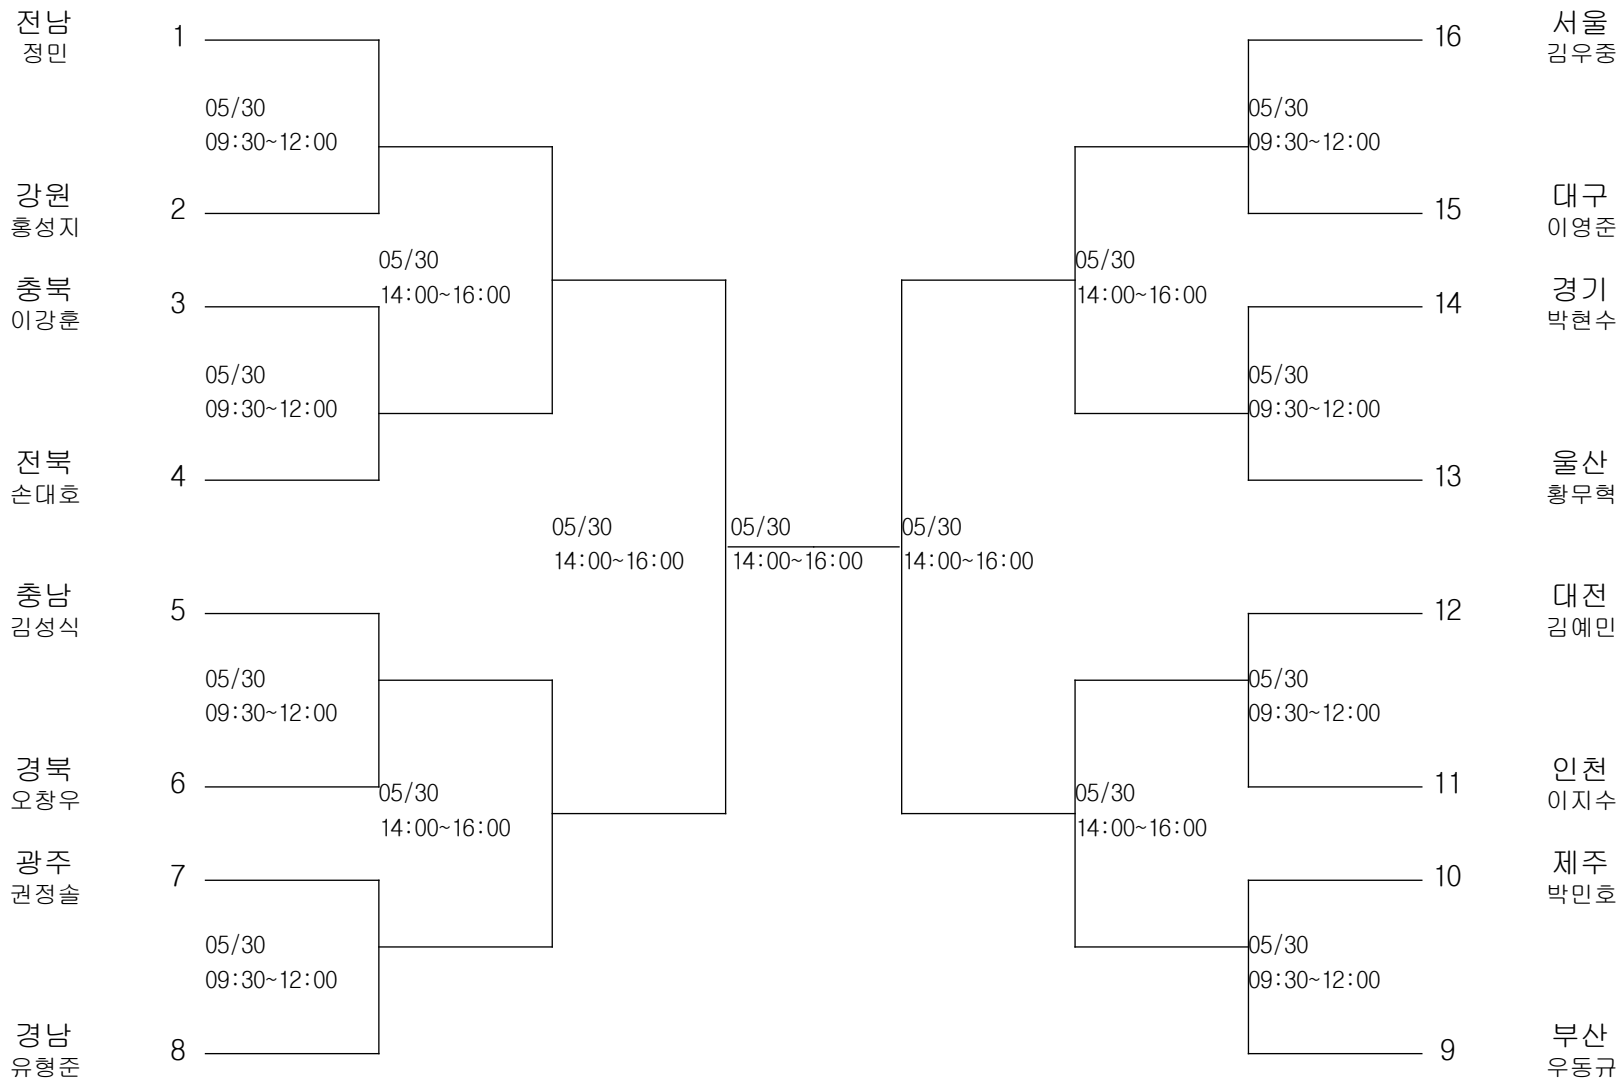 전남
정민
1
05/30
09:30~12:00
강원
홍성지
2
05/30
14:00~16:00
충북
이강훈
3
05/30
09:30~12:00
전북
손대호
4
05/30
14:00~16:00
충남
김성식
5
05/30
09:30~12:00
경북
오창우
6
05/30
14:00~16:00
광주
권정솔
7
05/30
09:30~12:00
경남
유형준
8
05/30
14:00~16:00
서울
김우중
16
05/30
09:30~12:00
대구
이영준
15
05/30
14:00~16:00
경기
박현수
14
05/30
09:30~12:00
울산
황무혁
13
05/30
14:00~16:00
대전
김예민
12
05/30
09:30~12:00
인천
이지수
11
05/30
14:00~16:00
제주
박민호
10
05/30
09:30~12:00
부산
우동규
9